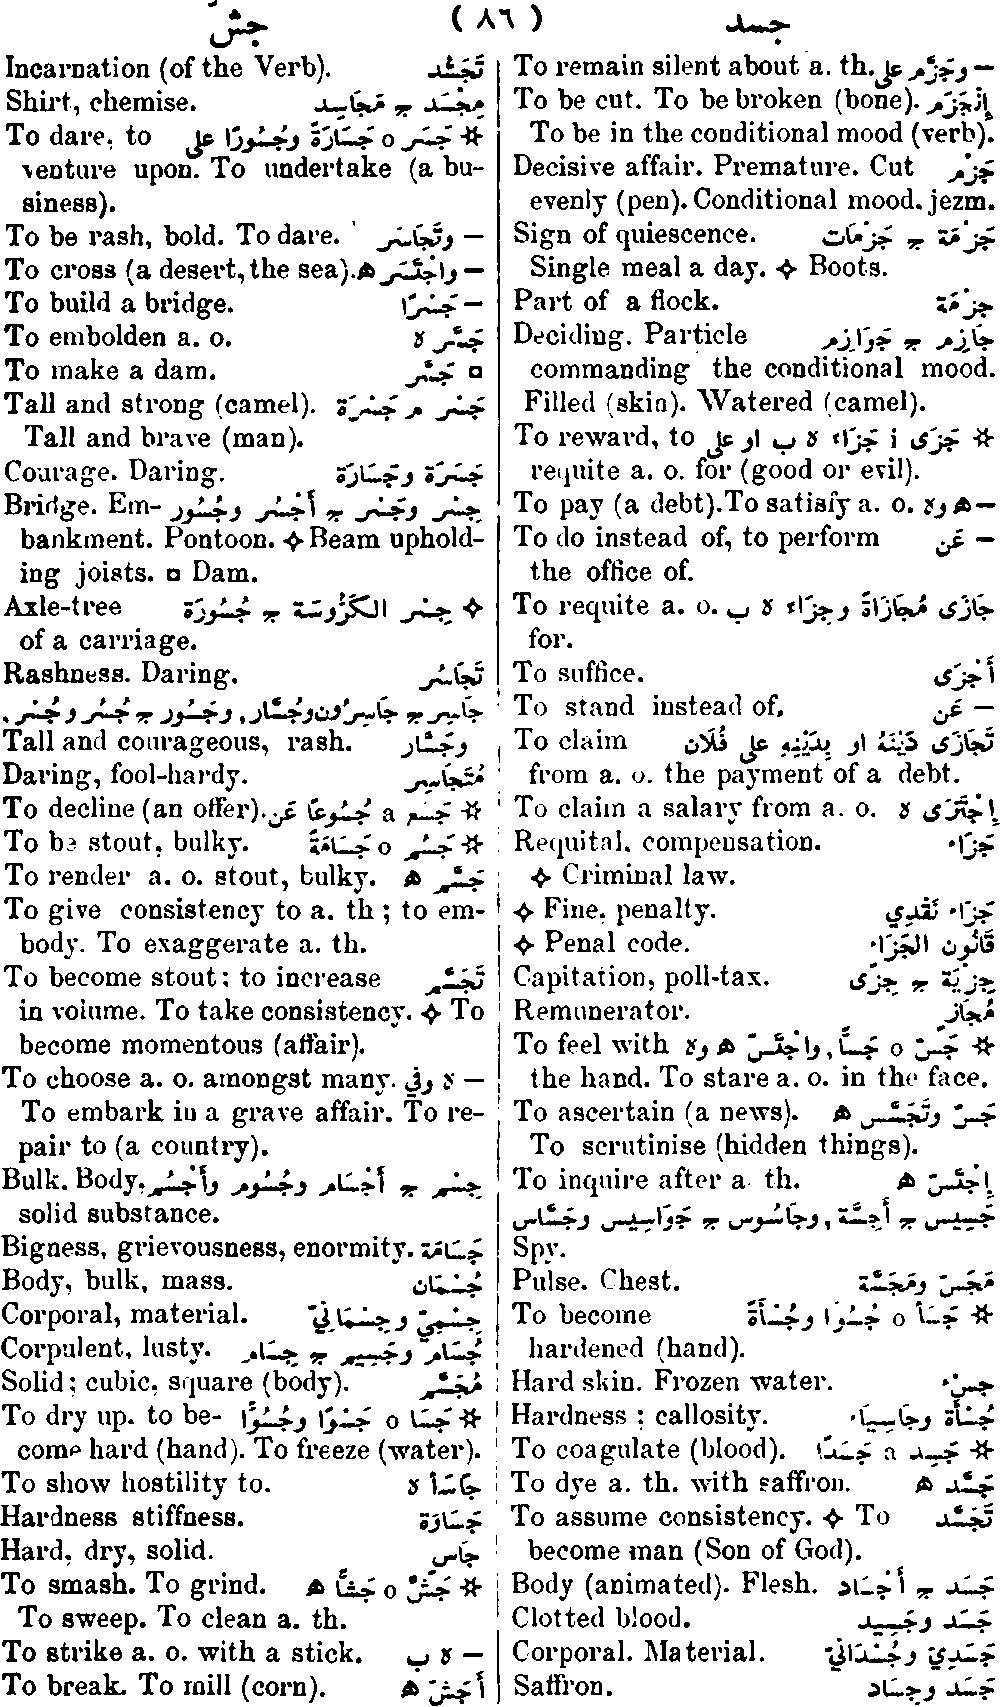 جسد ( ٨٦ ) جشّ
To remain silent about a. th. — وجَزَّم على
To be cut. To be broken (bone). إِنْجَزَم
To be in the conditional mood (verb).
Decisive affair. Premature. Cut جَزْم
evenly (pen). Conditional mood. jezm.
Sign of quiescence. جَزْمَة ج جَزْمَات
Single meal a day. ✧ Boots.
Part of a flock. جِزْمَة
Deciding. Particle جَازِم ج جَوَازِم
commanding the conditional mood.
Filled (skin). Watered (camel).
To reward, to ✲ جَزَى i جَزَاء ه ب او على
requite a. o. for (good or evil).
To py (a debt). To satisfy a. o. — ه وه
To do instead of, to perform — عَن
the office of.
To requite a. o. جَازَى مُجَازَاةً وجِزَاء ه ب
for.
To suffice. أَجْزَى
To stand instead of. — عَن
To claim تَجَازَى دَيْنَهُ او بِدَيْنِهِ على فُلَان
from a. o. the payment of a debt.
To claim a salary from a. o. إِجْتَزَى ه
Requital, compensation. جَزَاء
✧ Criminal law.
✧ Fine, penalty. جَزَاء نَقْدِي
✧ Penal code. قَانُون الجَزَاء
Capitation, poll-tax. جِزْيَة ج جِزًى
Remunerator. مُجَازٍ
To feel with ✲ جَسّ o جَسًّا, واجْتَسّ ه وه
the hand. To stare a. o. in the face.
To ascertain (a news). جَسّ وتَجَسَّس ه
To scrutinise (hidden things).
To inquire after a. th. إِجْتَسّ ه
جَسِيس ج أَجِسَّة, وجَاسُوس ج جَوَاسِيس وجَسَّاس
Spy.
Pulse. Chest. مَجَسّ ومَجَسَّة
To become ✲ جَسَأ o جُسُوْا وجُسْأَةً
hardened (hand).
Hard skin. Frozen water. جسْء
Hardness ; callosity. جُسْأَة وجَاسِيَاء
To coagulate (blood). ✲ جَسِد a جَسَدًا
To dye a. th. with saffron. جَسَّد ه
To assume consistency. ✧ To تَجَسَّد
become man (Son of God).
Body (animated). Flesh. جَسَد ج أَجْسَاد
Clotted blood. جَسَد وجَسِيد
Corporal. Material. جَسَدِيّ وجُسْدَانيّ
Saffron. جَسَد وجِسَاد
Incarnation (of the Verb). تَجَسُّد
Shirt, chemise. مِجْسَد ج مَجَاسِد
To dare, to ✲ جَسَر o جَسَارَةً وجُسُورًا على
venture upon. To undertake (a bu-
siness).
To be rash, bold. To dare. — وتَجَاسَر
To cross (a desert, the sea). — واجْتَسَر ه
To build a bridge. — جَسْرًا
To embolden a. o. جَسَّر ه
To make a dam. ▫ جَسَّر
Tall and strong (camel). جَسْر م جَسْرَة
Tall and brave (man).
Courage. Daring. جَسَرَة وجَسَارَة
Bridge. Em- جِسْر وجَسْر ج أَجْسُر وجُسُور
bankment. Pontoon. ✧ Beam uphold-
ing joists. ▫ Dam.
Axle-tree ✧ جِسْر الكَرُّوسَة ج جُسُورَة
of a carriage.
Rashness. Daring. تَجَاسُر
جَاسِر ج جَاسِرُون وجُسَّار, وجَسُور ج جُسُر وجُسْر,
Tall and courageous, rash. وجَسَّار
Daring, fool-hardy. مُتَجَاسِر
To decline (an offer). ✲ جَسَع a جُسُوعًا عَن
To be stout, bulky. ✲ جَسُم o جَسَامَةً
To render a. o. stout, bulky. جَسَّم ه
To give consistency to a. th ; to em-
body. To exaggerate a. th.
To become stout ; to increase تَجَسَّم
in volume. To take consistency. ✧ To
become momentous (affair).
To choose a. o. amongst many. — ه وفي
To embark in a grave affair. To re-
pair to (a country).
Bulk. Body, جِسْم ج أَجْسَام وجُسُوم وأَجْسُم
solid substance.
Bigness, grievousness, enormity. جَسَامَة
Body, bulk, mass. جُسْمَان
Corporal, material. جِسْمِيّ وجِسْمَانِيّ
Corpulent, lusty. جُسَام وجَسِيم ج جِسَام
Solid ; cubic, square (body). مُجَسَّم
To dry up, to be- ✲ جَسَا o جَسْوًا وجُسُوًّا
come hard (hand). To freeze (water).
To show hostility to. جَاسَأ ه
Hardness stiffness. جَسَارَة
Hard, dry, solid. جَاسٍ
To smash. To grind. ✲ جَشّ o جَشًّا ه
To sweep. To clean a. th.
To strike a. o. with a stick. — ه ب
To break. To mill (corn). أَجَشّ ه